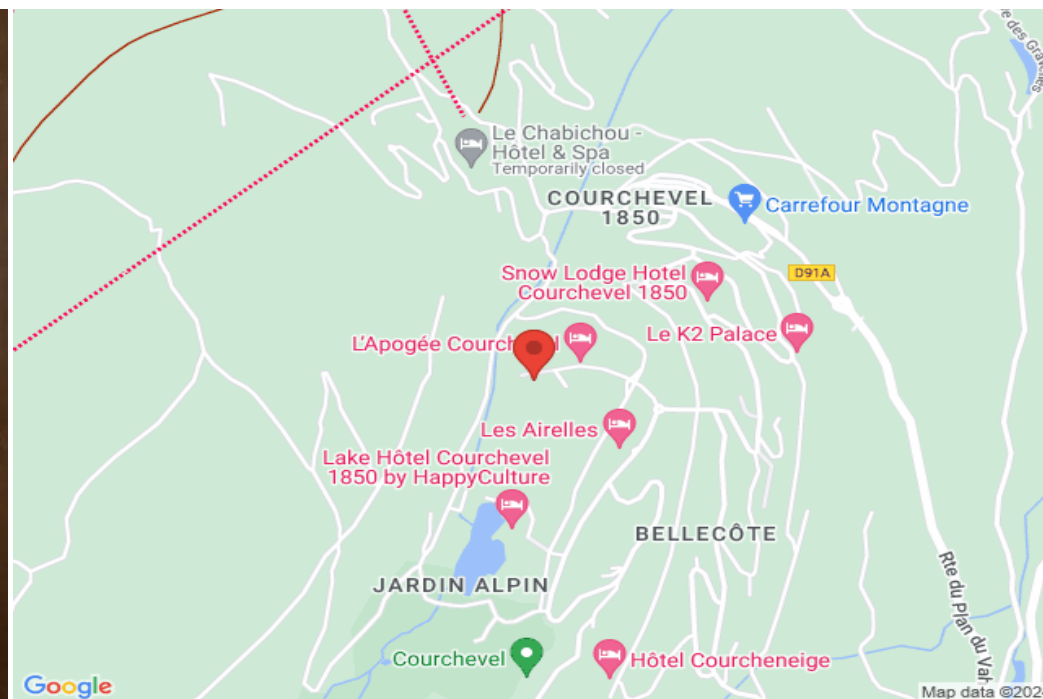 Le Chabichou -
Hôtel & Spa
Temporarily closed
COURCHEVEL
1850
Carrefour Montagne
Snow Lodge Hotel
Courchevel 1850
D91A
L'Apogée
Le K2 Palace
Les Airelles
Lake Hôtel Courchevel
1850 by HappyCulture
BELLECÔTE
JARDIN ALPIN
Rte du Plan du
Courchevel
Hôtel Courcheneige
Google
Map data